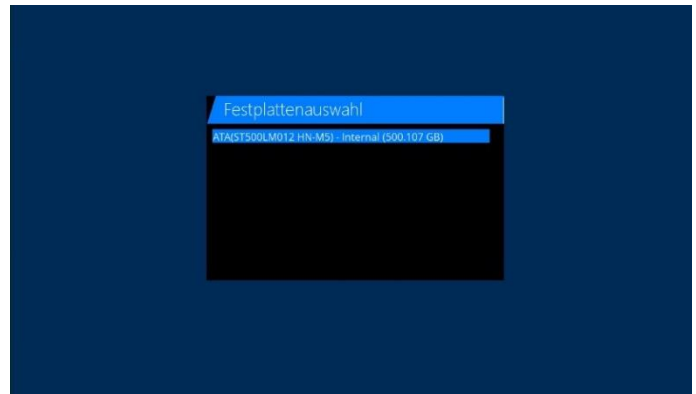 Festplattenauswahl
ATA(ST500LM012 HN-M5) - Internal (500.107 GB)